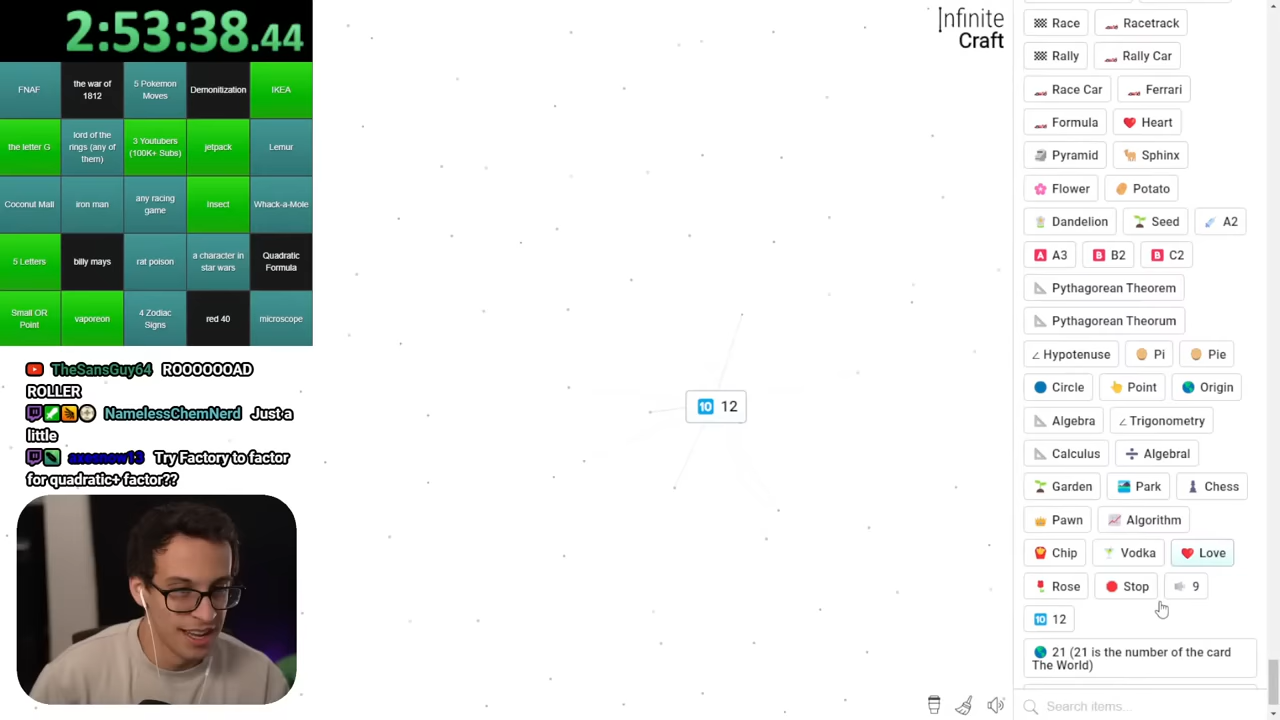 2:53:38.44
FNAF
the war of
1812
5 Pokemon
Moves
Demonitization
IKEA
the letter G
lord of the
rings (any of
them)
3 Youtubers
(100K+ Subs)
jetpack
Lemur
Coconut Mall
iron man
any racing
game
Insect
Whack-a-Mole
5 Letters
billy mays
rat poison
a character in
star wars
Quadratic
Formula
Small OR
Point
vaporeon
4 Zodiac
Signs
red 40
microscope
TheSansGuy64 ROOOOOOAD
ROLLER
NamelessChemNerd Just a
little
axesnow13 Try Factory to factor
for quadratic+ factor??
Infinite
Craft
12
Race Racetrack
Rally Rally Car
Race Car Ferrari
Formula Heart
Pyramid Sphinx
Flower Potato
Dandelion Seed A2
A3 B2 C2
Pythagorean Theorem
Pythagorean Theorum
Hypotenuse Pi Pie
Circle Point Origin
Algebra Trigonometry
Calculus Algebral
Garden Park Chess
Pawn Algorithm
Chip Vodka Love
Rose Stop 9
12
21 (21 is the number of the card
The World)
Search items...